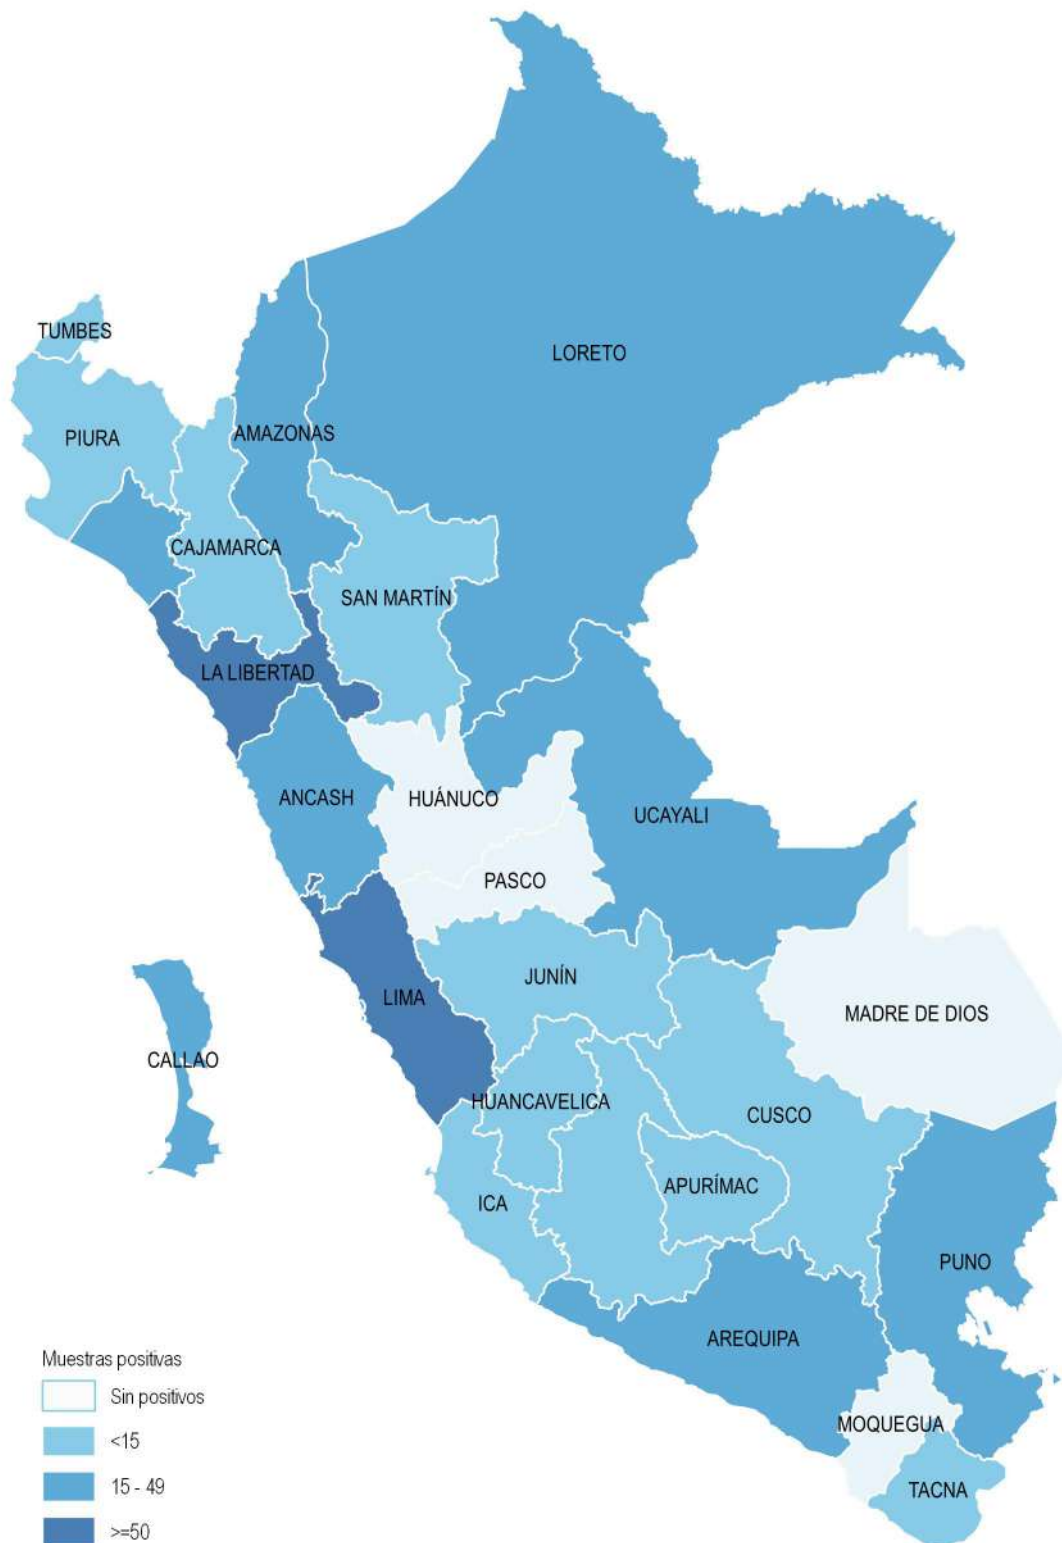 TUMBES
LORETO
PIURA
AMAZONAS
CAJAMARCA
SAN MARTÍN
LA LIBERTAD
ANCASH
HUÁNUCO
UCAYALI
PASCO
JUNÍN
LIMA
MADRE DE DIOS
CALLAO
HUANCAVELICA
CUSCO
APURÍMAC
ICA
PUNO
AREQUIPA
MOQUEGUA
TACNA
Muestras positivas
Sin positivos
<15
15 - 49
>=50